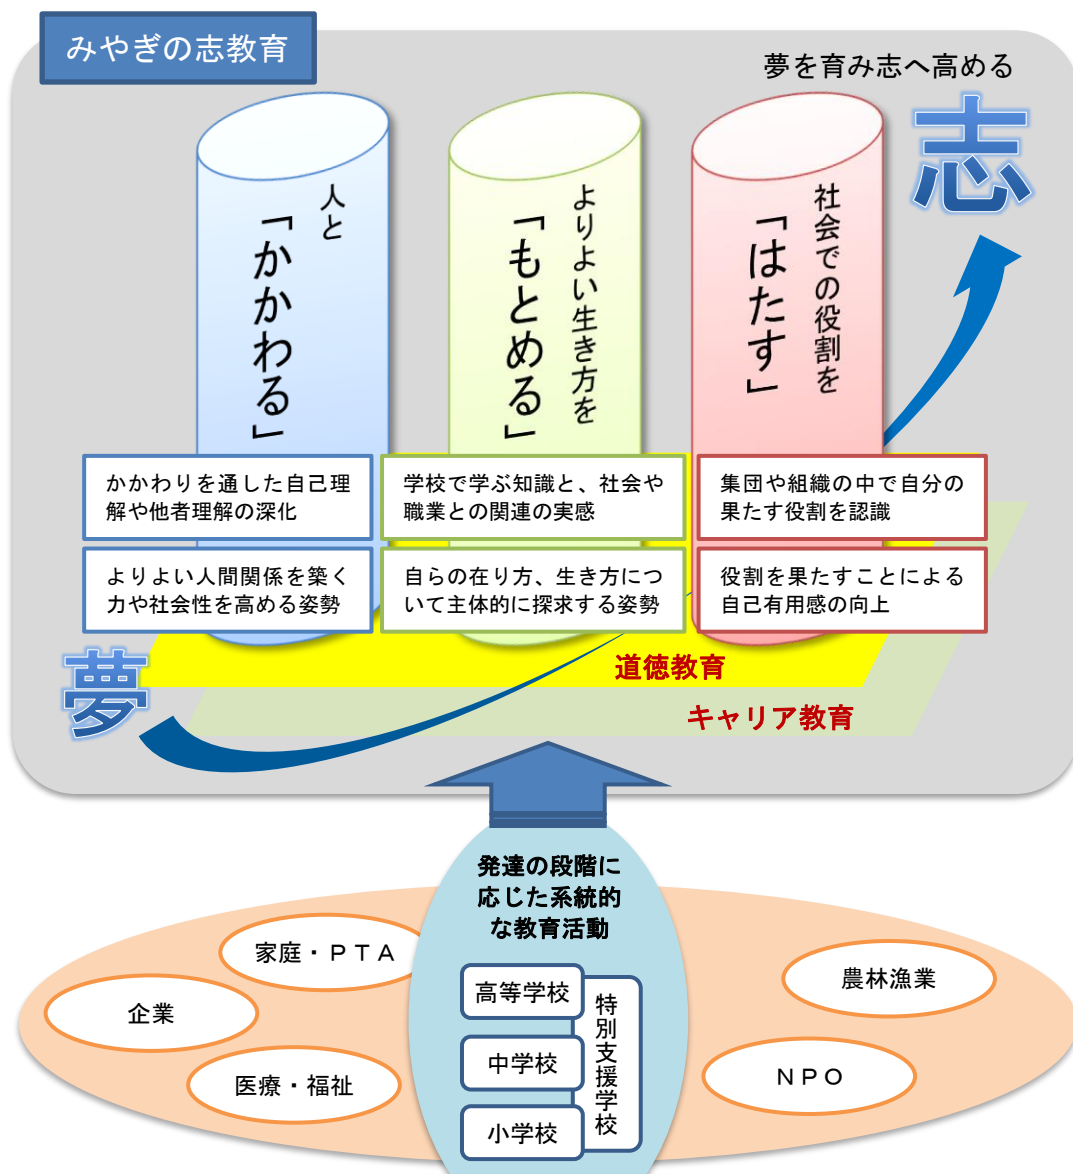 みやぎの志教育
夢を育み志へ高める
志
人と
「かかわる」
よりよい生き方を
「もとめる」
社会での役割を
「はたす」
かかわりを通した自己理
解や他者理解の深化
学校で学ぶ知識と、社会や
職業との関連の実感
集団や組織の中で自分の
果たす役割を認識
よりよい人間関係を築く
力や社会性を高める姿勢
自らの在り方、生き方につ
いて主体的に探求する姿勢
役割を果たすことによる
自己有用感の向上
夢
道徳教育
キャリア教育
発達の段階に
応じた系統的
な教育活動
家庭・ＰＴＡ
企業
医療・福祉
高等学校
中学校
小学校
特別支援学校
農林漁業
ＮＰＯ